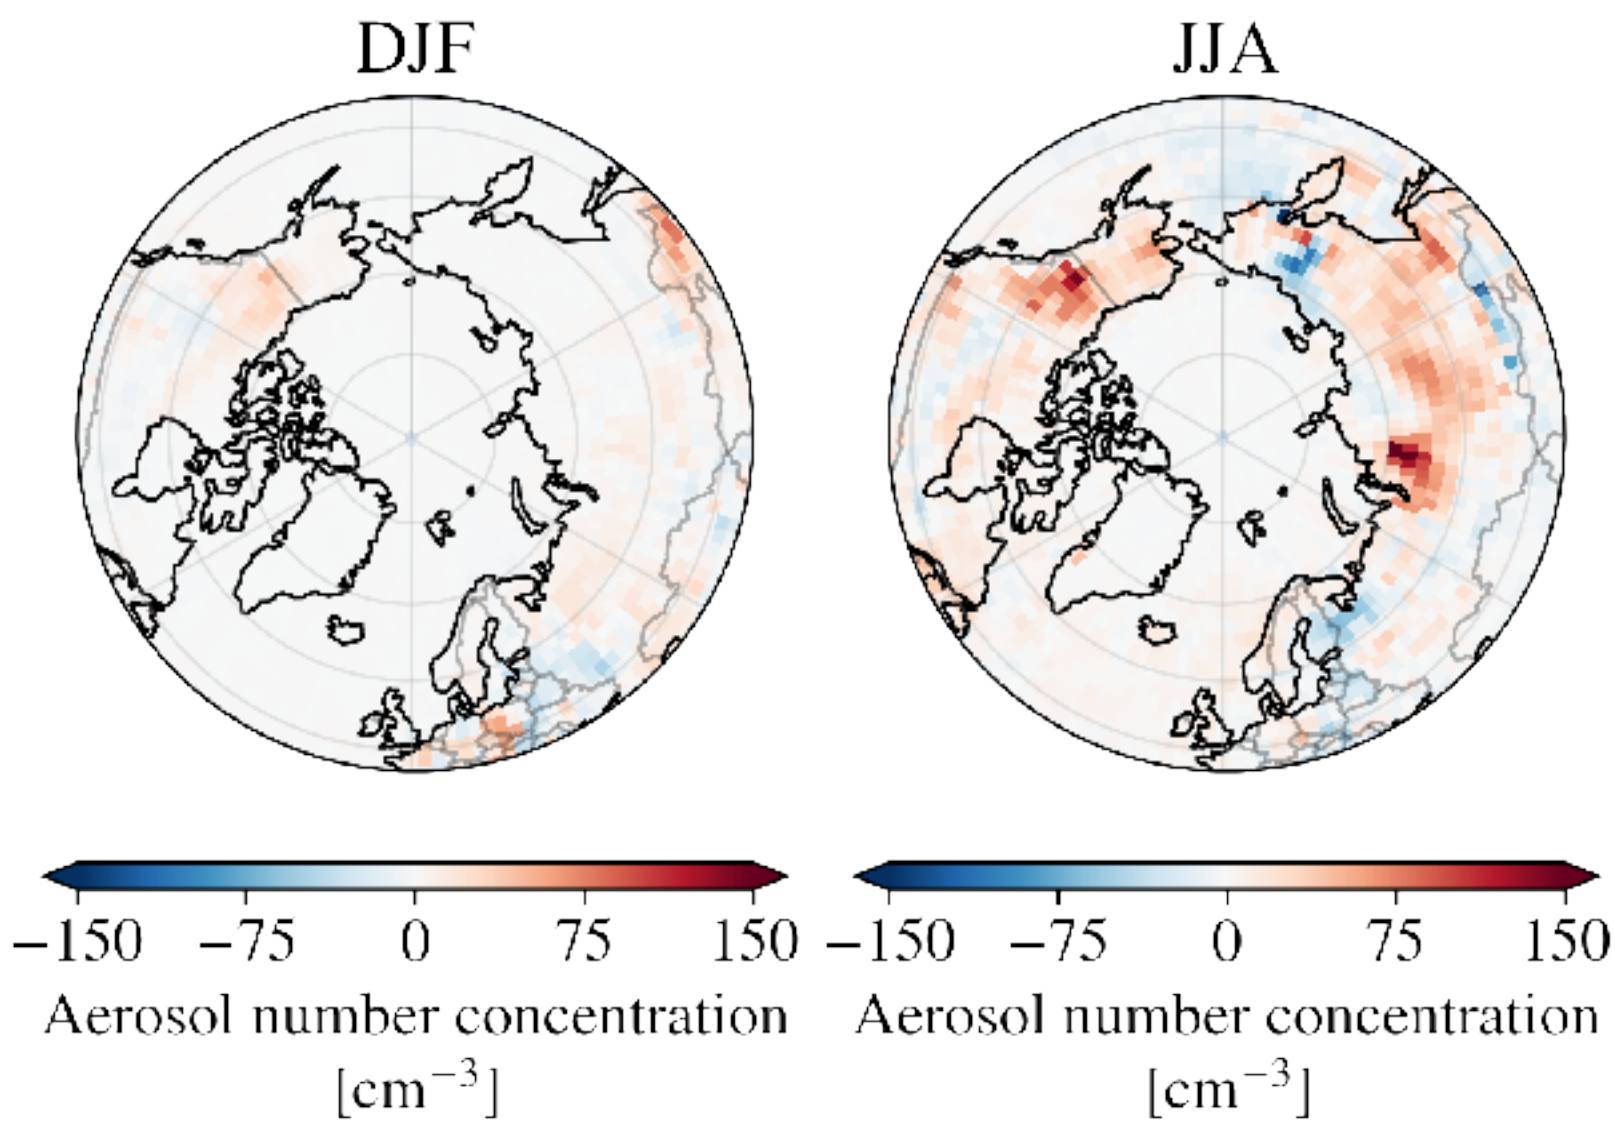 DJF JJA
−150 −75 0 75 150 −150 −75 0 75 150
Aerosol number concentration Aerosol number concentration
[cm⁻³] [cm⁻³]